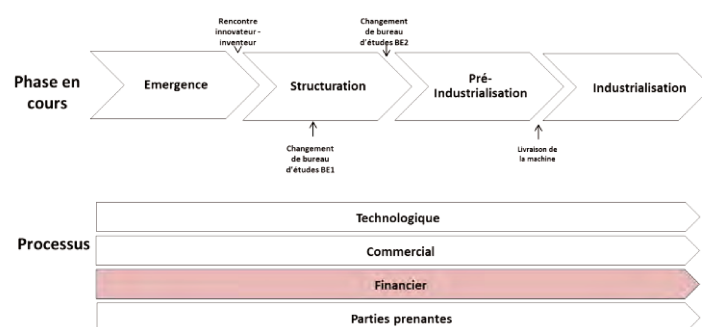 Rencontre
innovateur -
inventeur
Changement
de bureau
d'études BE2
Phase en
cours
Emergence
Structuration
Pré-
Industrialisation
Industrialisation
Changement
de bureau
d'études BE1
Livraison de
la machine
Processus
Technologique
Commercial
Financier
Parties prenantes